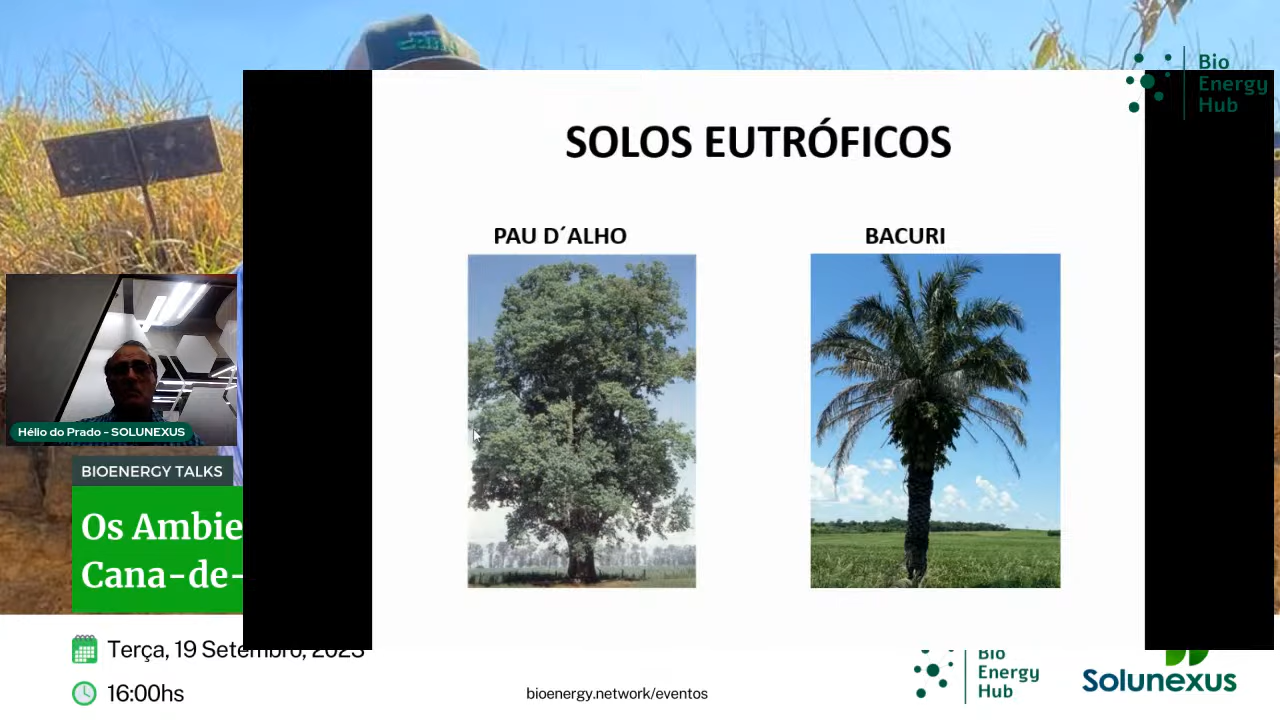 Bio
Energy
Hub
SOLOS EUTRÓFICOS
PAU D´ALHO
BACURI
Hélio do Prado - SOLUNEXUS
BIOENERGY TALKS
Os Ambie
Cana-de-
Terça, 19 Setembro, 2023
16:00hs
bioenergy.network/eventos
Bio
Energy
Hub
Solunexus